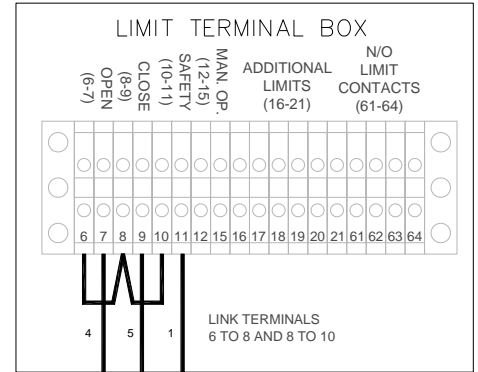 LIMIT TERMINAL BOX
(6-7)
OPEN
(8-9)
CLOSE
(10-11)
SAFETY
(12-15)
MAN. OP.
ADDITIONAL
LIMITS
(16-21)
N/O
LIMIT
CONTACTS
(61-64)
6 7 8 9 10 11 12 15 16 17 18 19 20 21 61 62 63 64
4 5 1
LINK TERMINALS
6 TO 8 AND 8 TO 10